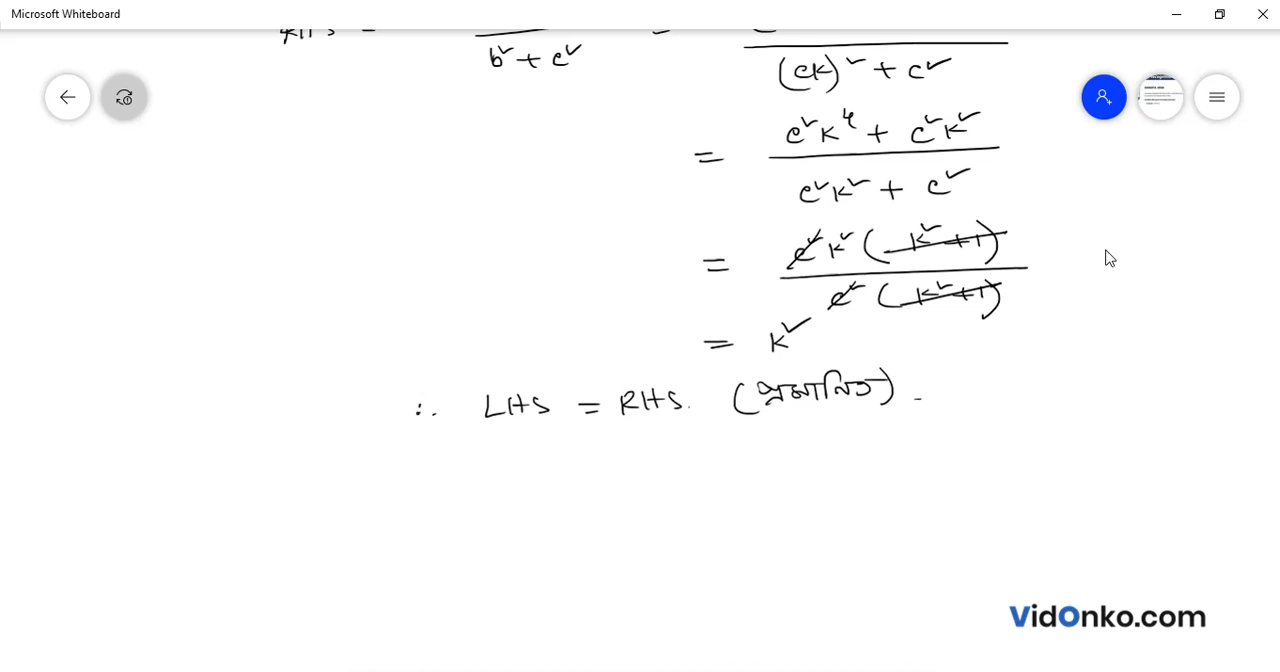 Microsoft Whiteboard
RHS =
b² + c² =
(ck)² + c²
= c²k⁴ + c²k²
c²k² + c²
= c²k² (k² + 1)
c² (k² + 1)
= k²
∴ LHS = RHS. (প্রমানিত) .
VidOnko.com